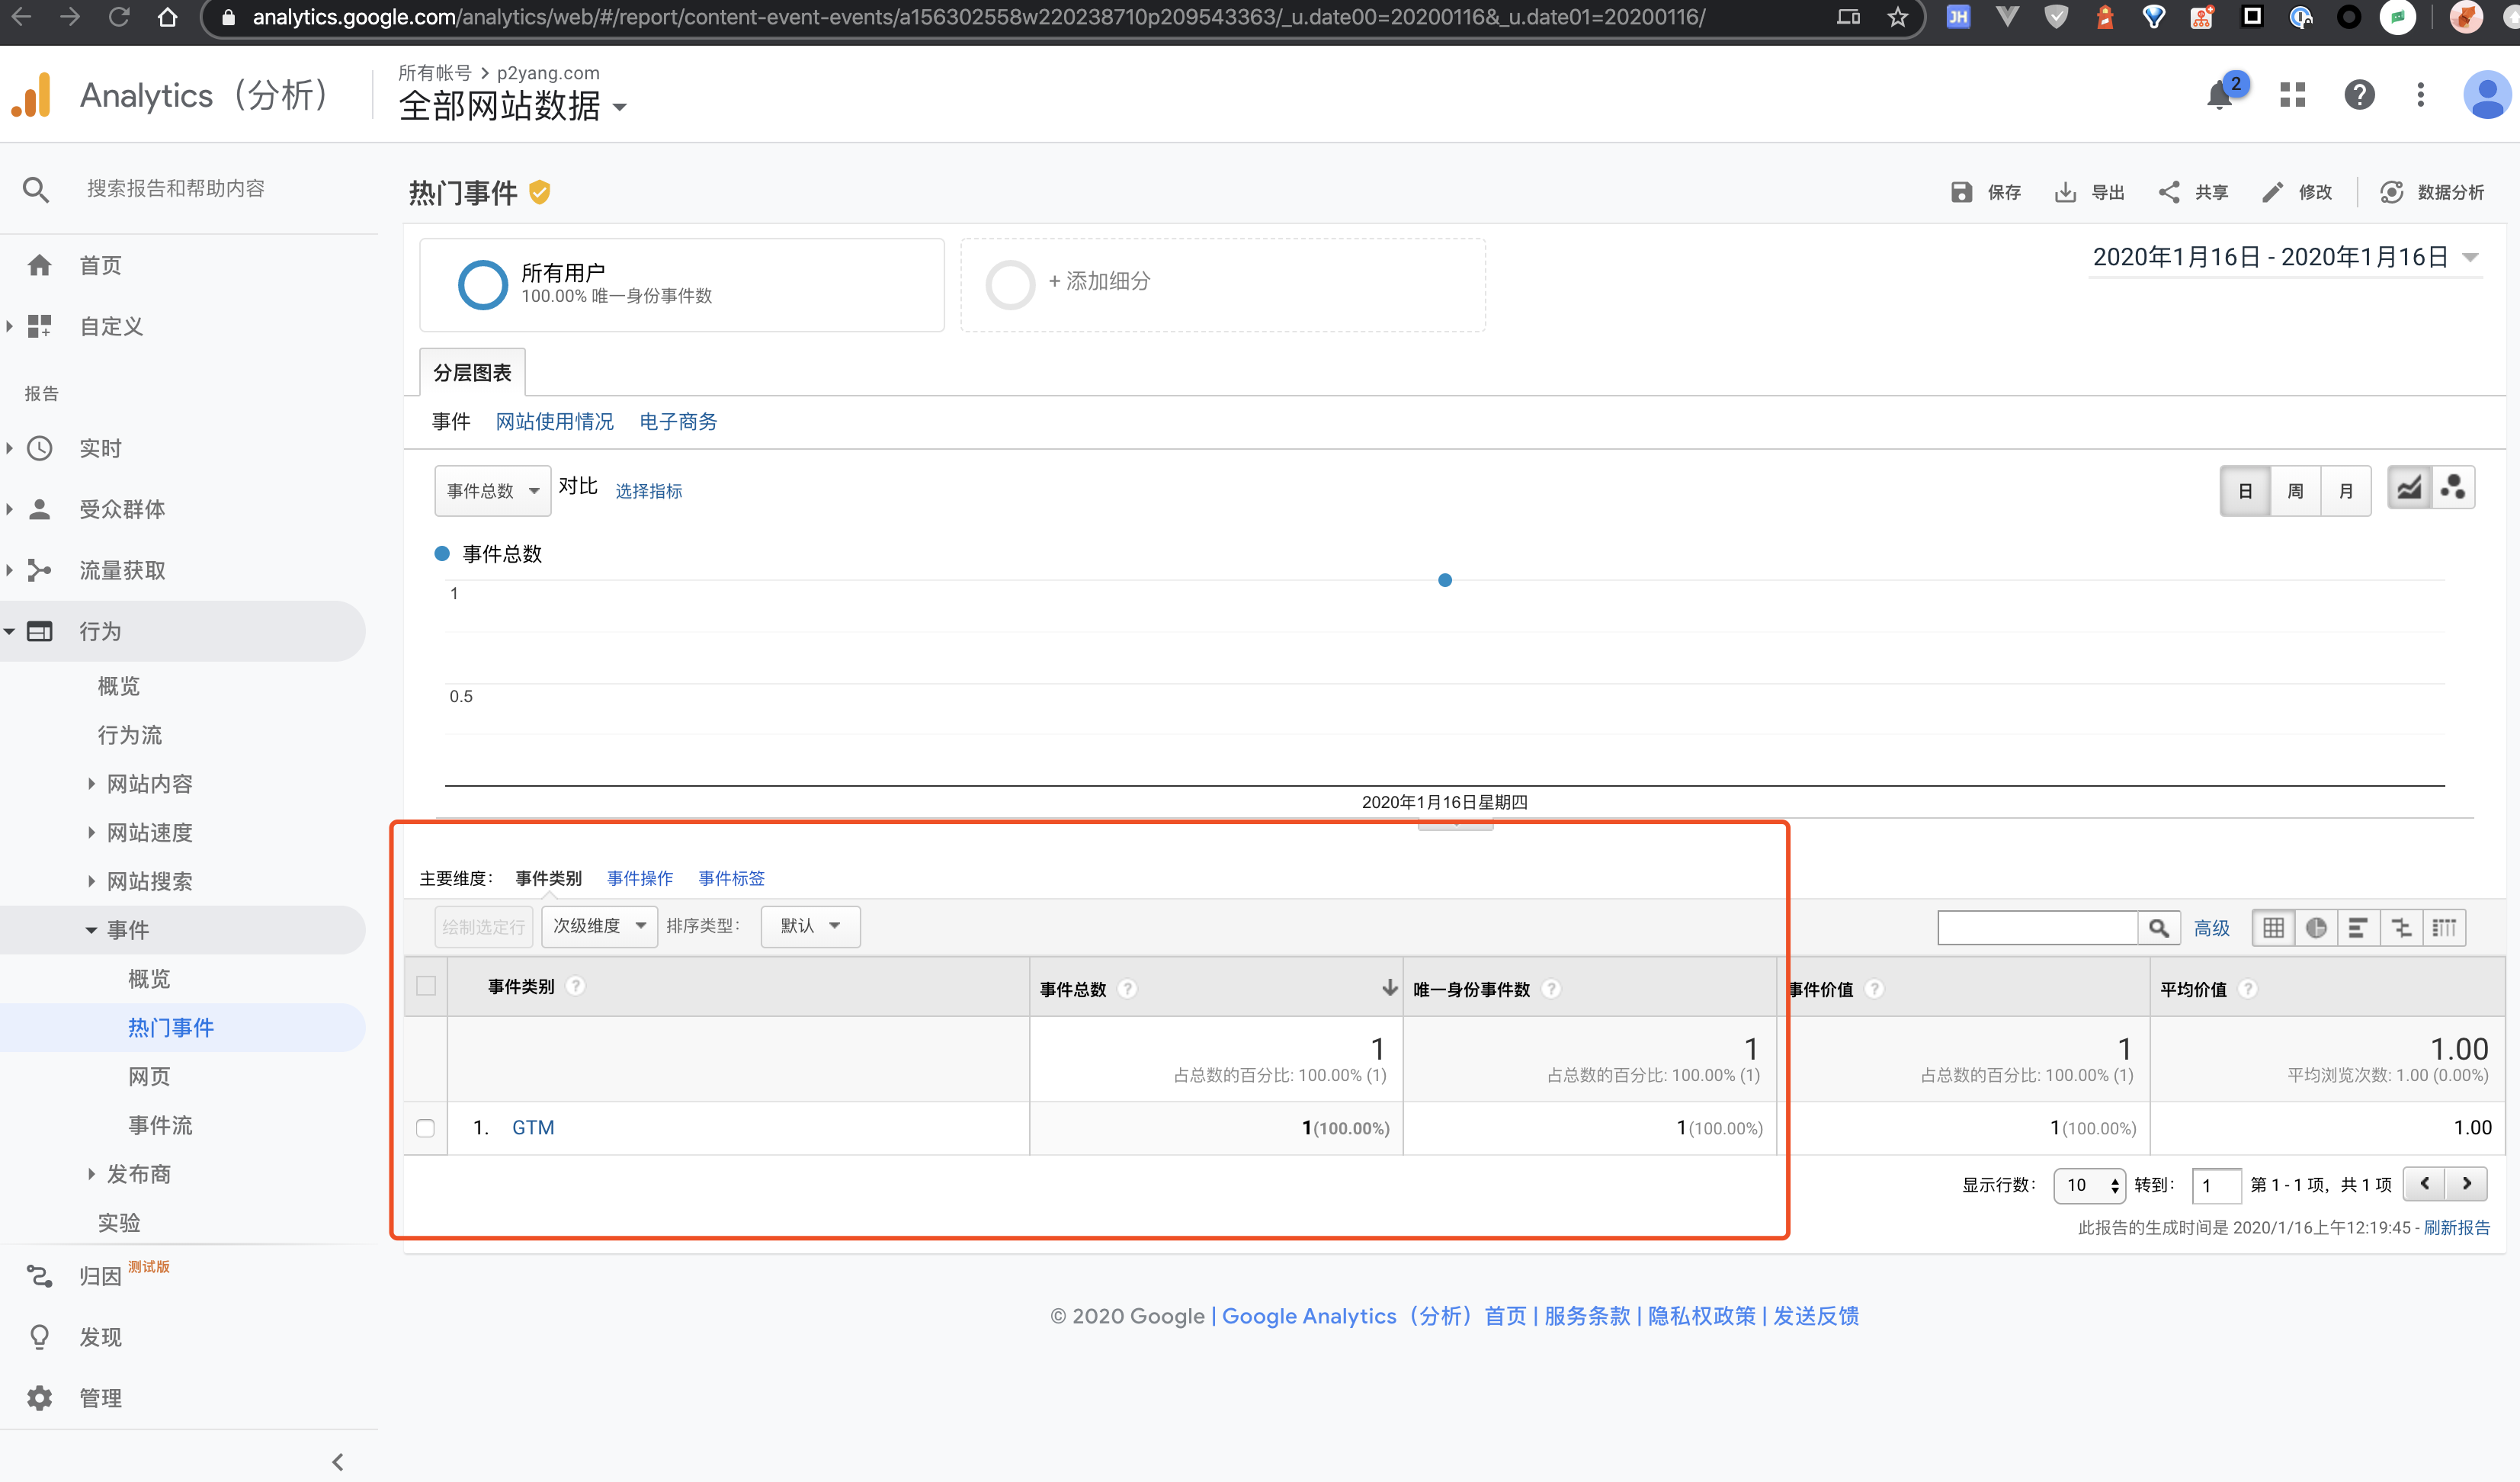 analytics.google.com/analytics/web/#/report/content-event-events/a156302558w220238710p209543363/_u.date00=20200116&_u.date01=20200116/
JH
Analytics（分析）
所有帐号 > p2yang.com
全部网站数据
2
搜索报告和帮助内容
首页
自定义
报告
实时
受众群体
流量获取
行为
概览
行为流
网站内容
网站速度
网站搜索
事件
概览
热门事件
网页
事件流
发布商
实验
归因 测试版
发现
管理
热门事件
保存 导出 共享 修改 数据分析
所有用户
100.00% 唯一身份事件数
+ 添加细分
2020年1月16日 - 2020年1月16日
分层图表
事件 网站使用情况 电子商务
事件总数 对比 选择指标
日 周 月
事件总数
1
0.5
2020年1月16日星期四
主要维度： 事件类别 事件操作 事件标签
绘制选定行 次级维度 排序类型： 默认
高级
事件类别 ? 事件总数 ? 唯一身份事件数 ? 事件价值 ? 平均价值 ?
1 1 1 1.00
占总数的百分比: 100.00% (1) 占总数的百分比: 100.00% (1) 占总数的百分比: 100.00% (1) 平均浏览次数: 1.00 (0.00%)
1. GTM 1(100.00%) 1(100.00%) 1(100.00%) 1.00
显示行数： 10 转到： 1 第 1 - 1 项，共 1 项
此报告的生成时间是 2020/1/16上午12:19:45 - 刷新报告
© 2020 Google | Google Analytics（分析）首页 | 服务条款 | 隐私权政策 | 发送反馈